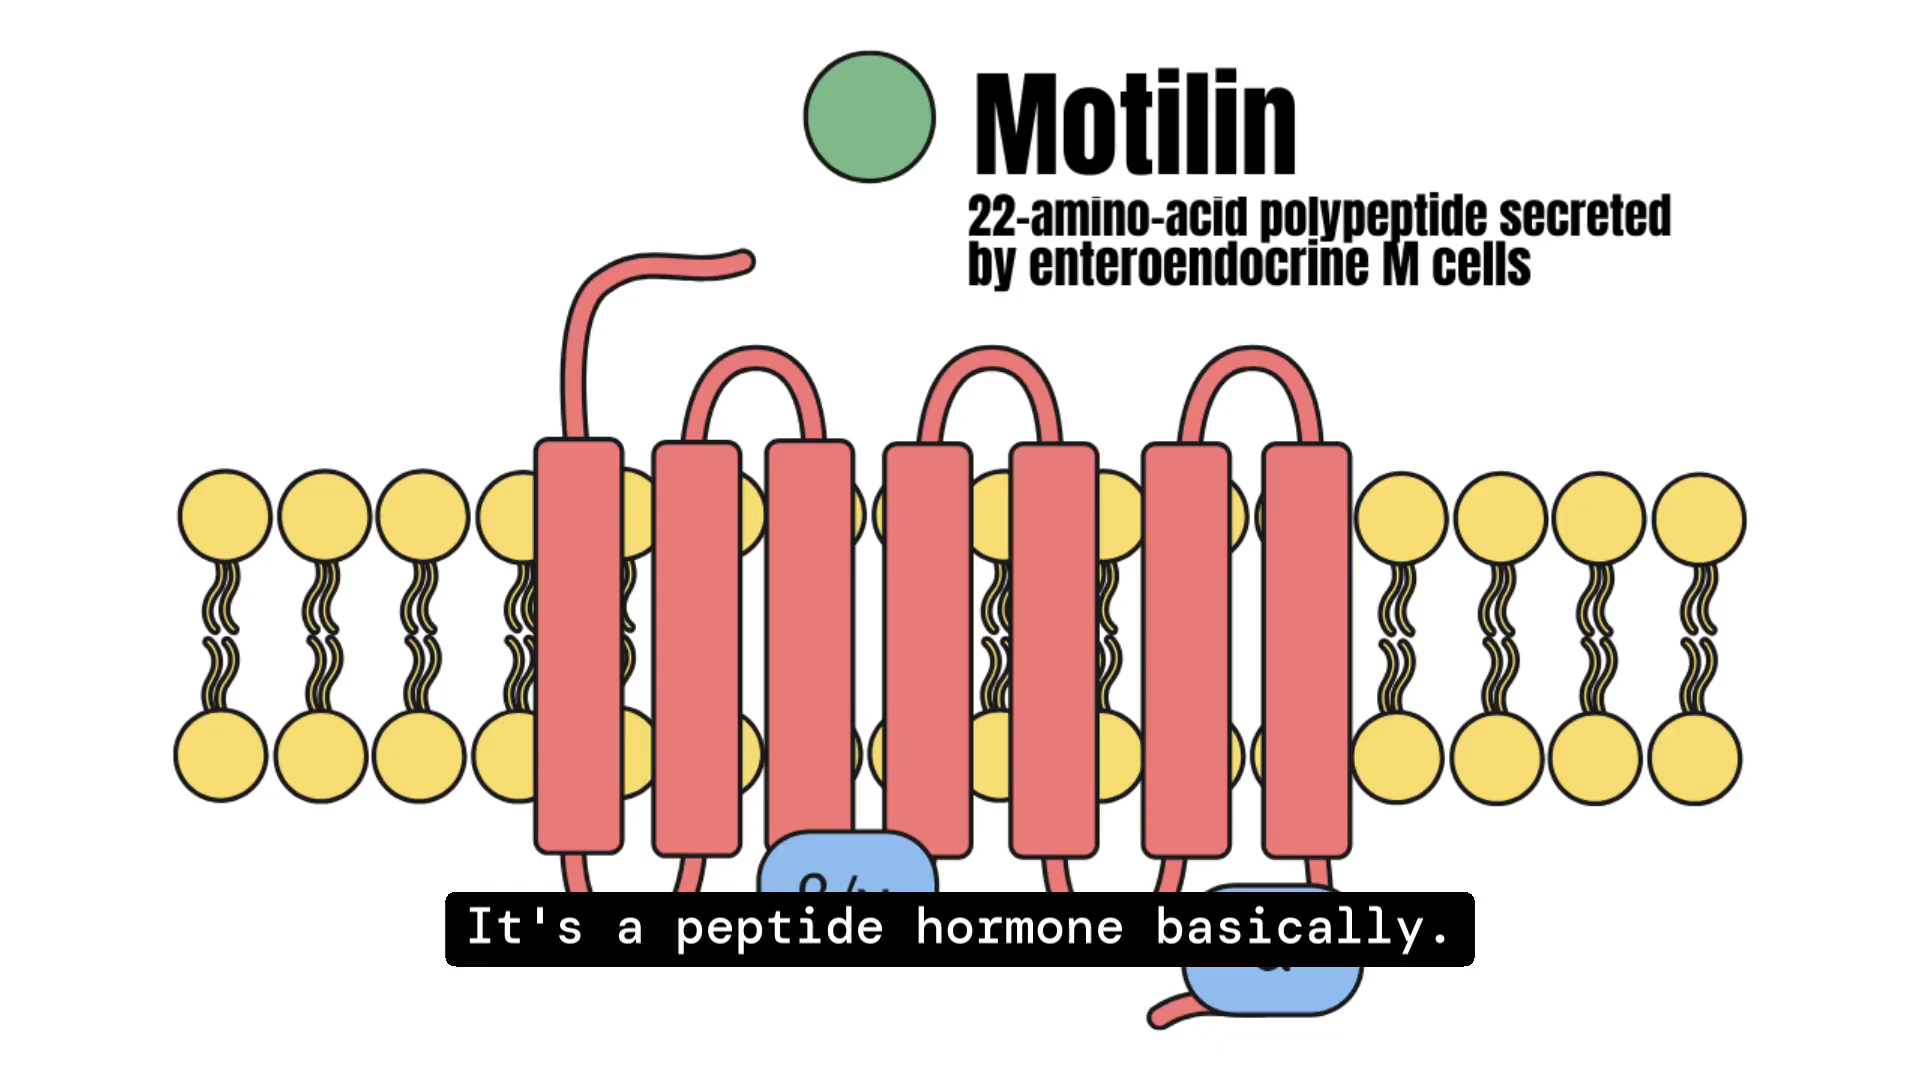 Motilin
22-amino-acid polypeptide secreted
by enteroendocrine M cells
It's a peptide hormone basically.